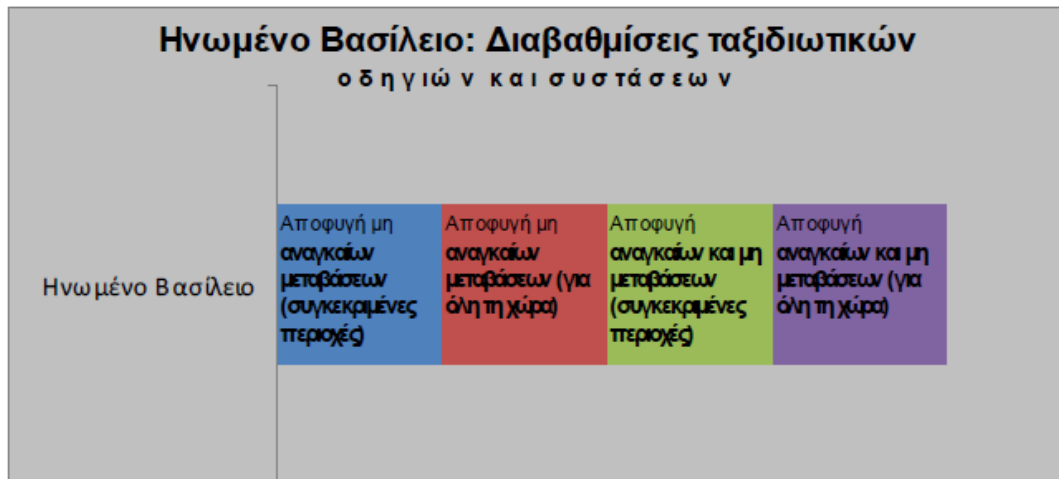 Ηνωμένο Βασίλειο: Διαβαθμίσεις ταξιδιωτικών
οδηγιών και συστάσεων
Ηνωμένο Βασίλειο
Αποφυγή μη
αναγκαίων
μεταβάσεων
(συγκεκριμένες
περιοχές)
Αποφυγή μη
αναγκαίων
μεταβάσεων (για
όλη τη χώρα)
Αποφυγή
αναγκαίων και μη
μεταβάσεων
(συγκεκριμένες
περιοχές)
Αποφυγή
αναγκαίων και μη
μεταβάσεων (για
όλη τη χώρα)